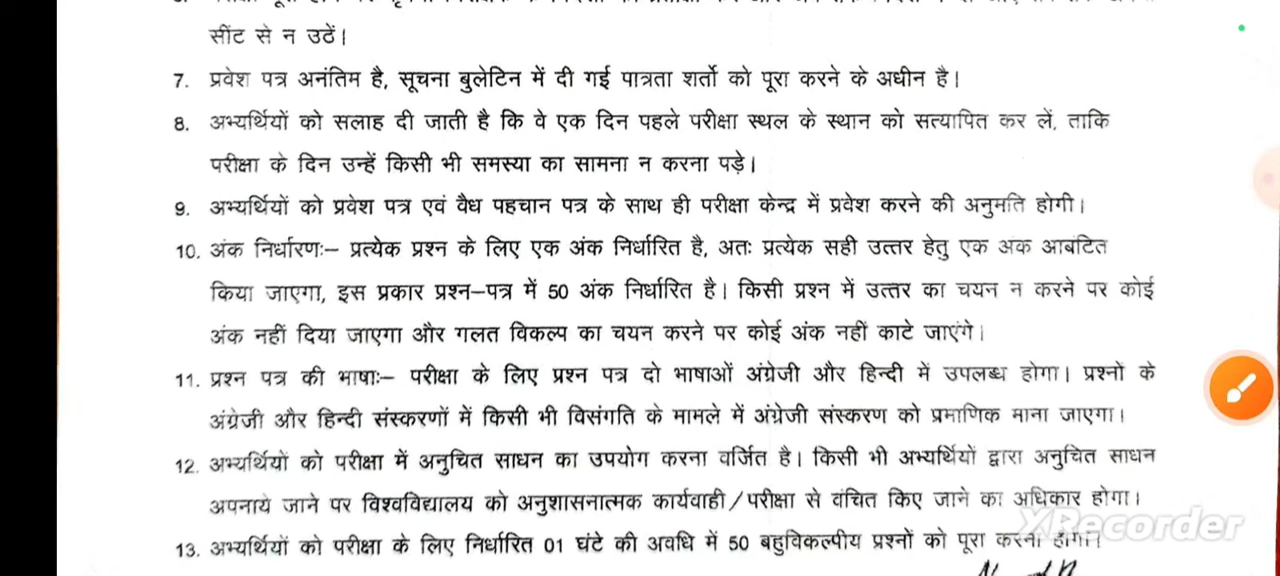 सींट से न उठें।
7. प्रवेश पत्र अनंतिम है, सूचना बुलेटिन में दी गई पात्रता शर्तो को पूरा करने के अधीन है।
8. अभ्यर्थियों को सलाह दी जाती है कि वे एक दिन पहले परीक्षा स्थल के स्थान को सत्यापित कर लें, ताकि
परीक्षा के दिन उन्हें किसी भी समस्या का सामना न करना पड़े।
9. अभ्यर्थियों को प्रवेश पत्र एवं वैध पहचान पत्र के साथ ही परीक्षा केन्द्र में प्रवेश करने की अनुमति होगी।
10. अंक निर्धारणः– प्रत्येक प्रश्न के लिए एक अंक निर्धारित है, अतः प्रत्येक सही उत्तर हेतु एक अंक आबंटित
किया जाएगा, इस प्रकार प्रश्न–पत्र में 50 अंक निर्धारित है। किसी प्रश्न में उत्तर का चयन न करने पर कोई
अंक नहीं दिया जाएगा और गलत विकल्प का चयन करने पर कोई अंक नहीं काटे जाएंगे।
11. प्रश्न पत्र की भाषाः– परीक्षा के लिए प्रश्न पत्र दो भाषाओं अंग्रेजी और हिन्दी में उपलब्ध होगा। प्रश्नों के
अंग्रेजी और हिन्दी संस्करणों में किसी भी विसंगति के मामले में अंग्रेजी संस्करण को प्रमाणिक माना जाएगा।
12. अभ्यर्थियों को परीक्षा में अनुचित साधन का उपयोग करना वर्जित है। किसी भी अभ्यर्थियों द्वारा अनुचित साधन
अपनाये जाने पर विश्वविद्यालय को अनुशासनात्मक कार्यवाही/परीक्षा से वंचित किए जाने का अधिकार होगा।
XRecorder
13. अभ्यर्थियों को परीक्षा के लिए निर्धारित 01 घंटे की अवधि में 50 बहुविकल्पीय प्रश्नों को पूरा करना होगा।